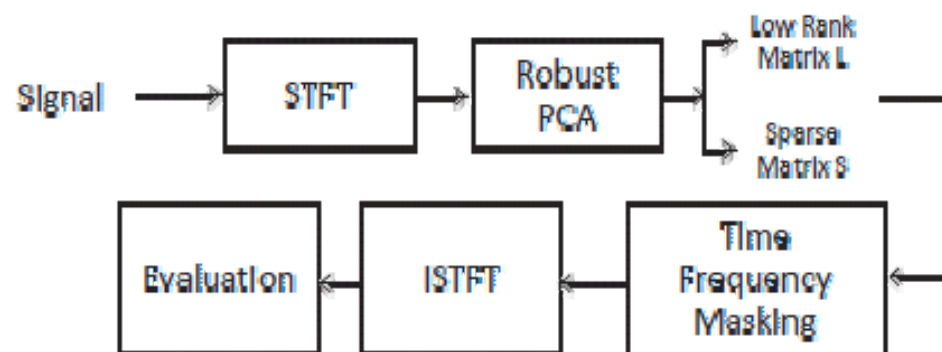 Signal
STFT
Robust
PCA
Low Rank
Matrix L
Sparse
Matrix S
Time
Frequency
Masking
ISTFT
Evaluation